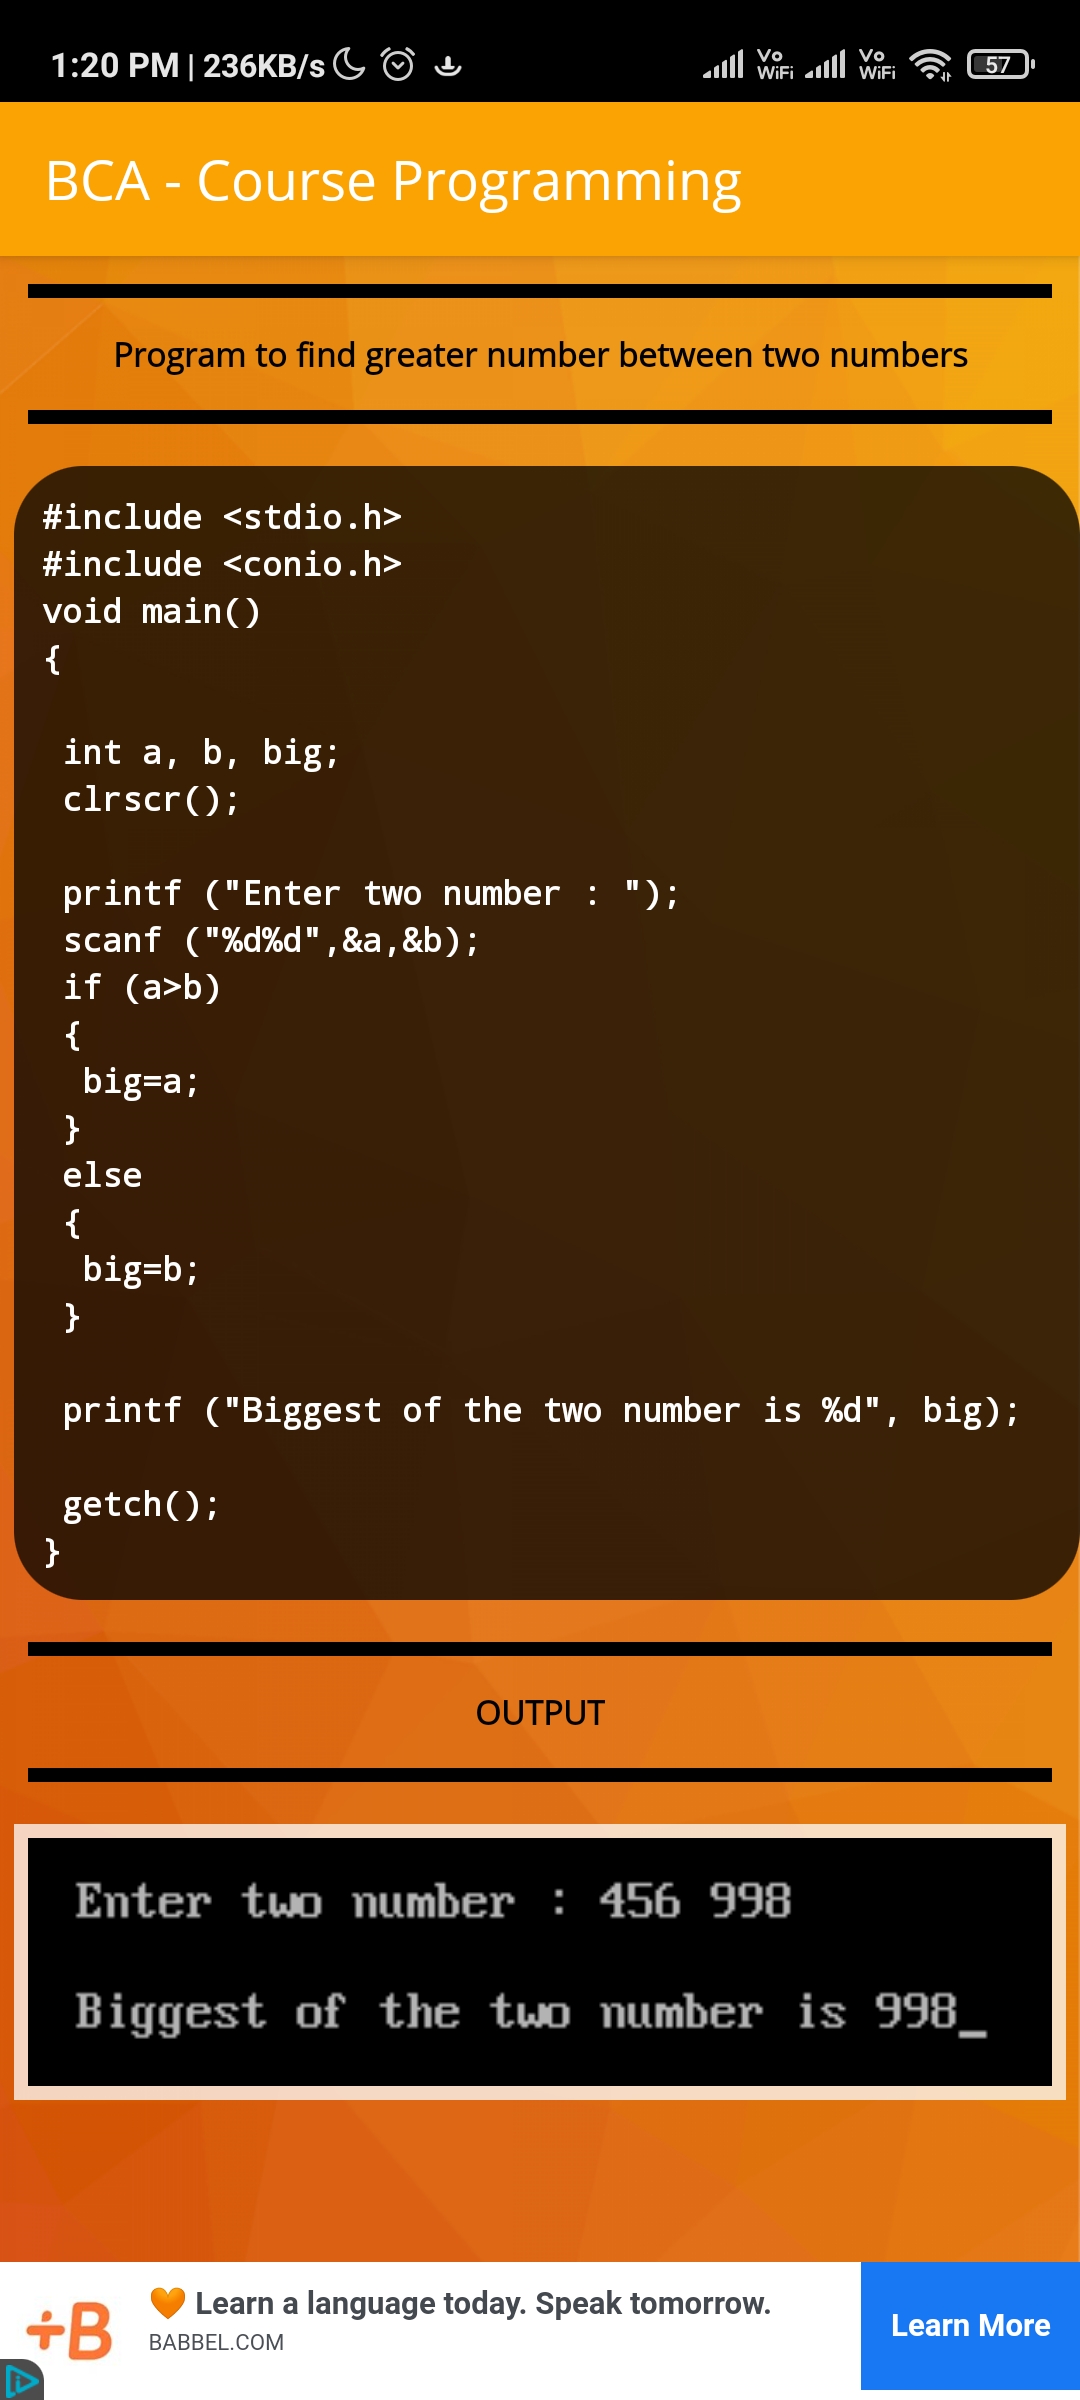 1:20 PM | 236KB/s Vo WiFi Vo WiFi 57
BCA - Course Programming
Program to find greater number between two numbers
#include <stdio.h>
#include <conio.h>
void main()
{
int a, b, big;
clrscr();
printf ("Enter two number : ");
scanf ("%d%d",&a,&b);
if (a>b)
{
big=a;
}
else
{
big=b;
}
printf ("Biggest of the two number is %d", big);
getch();
}
OUTPUT
Enter two number : 456 998
Biggest of the two number is 998_
+B 🧡 Learn a language today. Speak tomorrow.
BABBEL.COM
Learn More